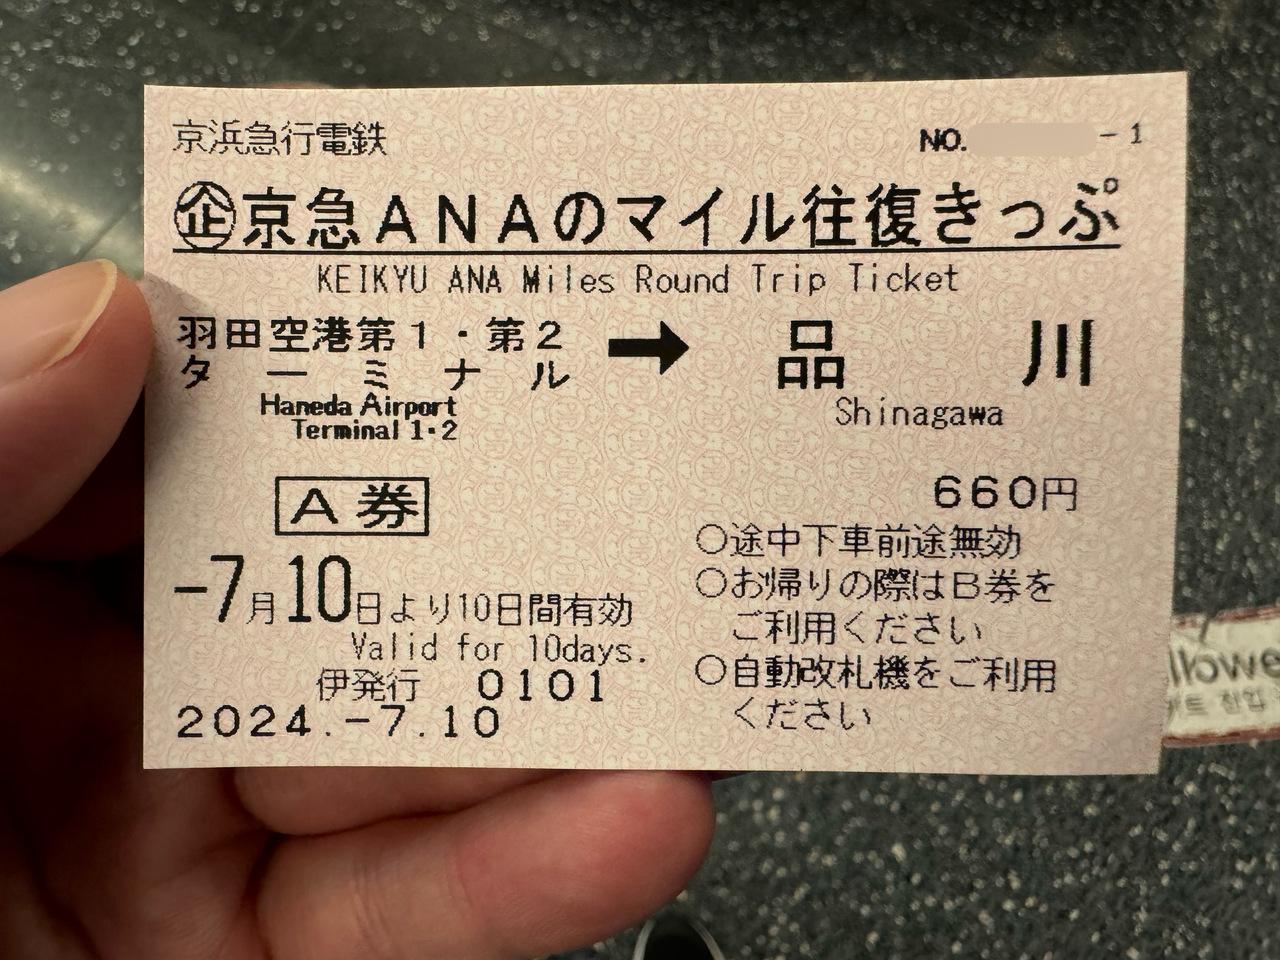 京浜急行電鉄
NO. -1
企京急ANAのマイル往復きっぷ
KEIKYU ANA Miles Round Trip Ticket
羽田空港第1・第2
ターミナル
Haneda Airport
Terminal 1・2
→
品川
Shinagawa
A券
660円
-7月10日より10日間有効
Valid for 10days.
伊発行 0101
2024.-7.10
○途中下車前途無効
○お帰りの際はB券を
ご利用ください
○自動改札機をご利用
ください